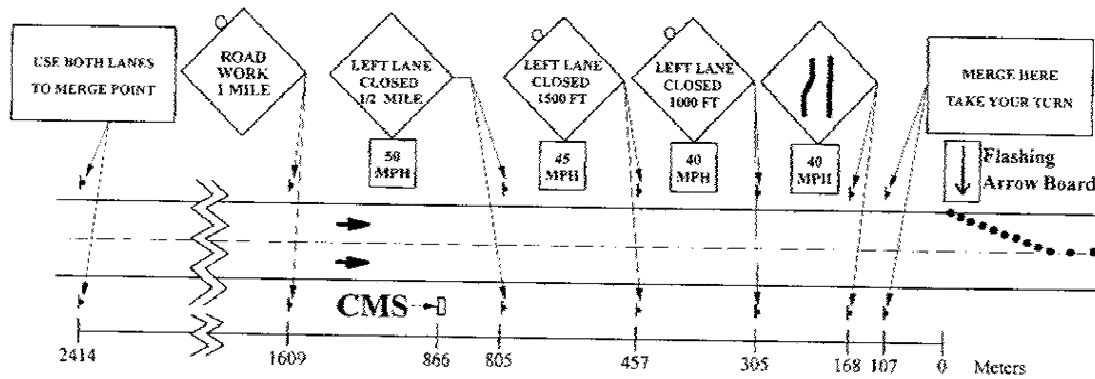 USE BOTH LANES
TO MERGE POINT
ROAD
WORK
1 MILE
LEFT LANE
CLOSED
1/2 MILE
50
MPH
LEFT LANE
CLOSED
1500 FT
45
MPH
LEFT LANE
CLOSED
1000 FT
40
MPH
40
MPH
MERGE HERE
TAKE YOUR TURN
Flashing
Arrow Board
CMS
2414
1609
866
805
457
305
168
107
0
Meters